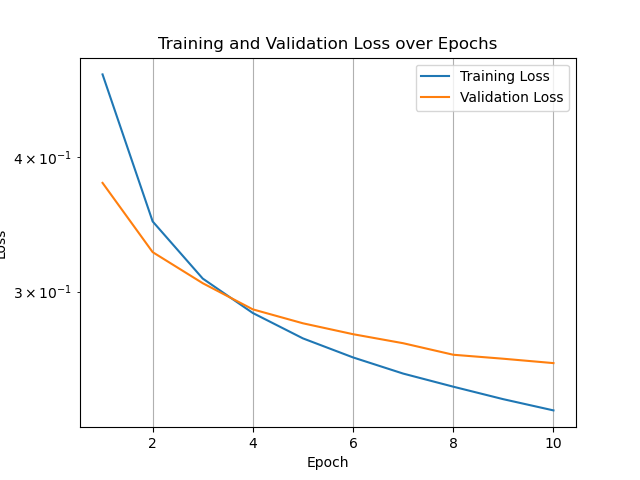 Training and Validation Loss over Epochs
Training Loss
Validation Loss
4 × 10⁻¹
3 × 10⁻¹
Loss
2 4 6 8 10
Epoch